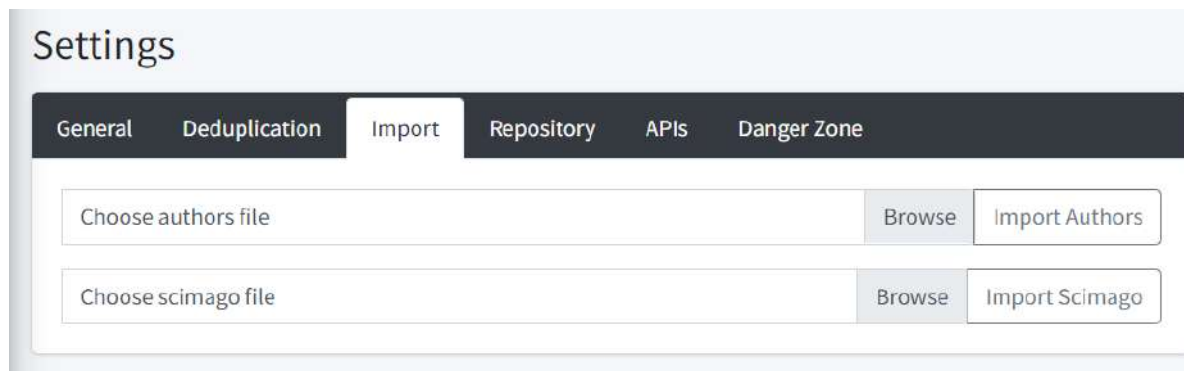 Settings
General Deduplication Import Repository APIs Danger Zone
Choose authors file Browse Import Authors
Choose scimago file Browse Import Scimago